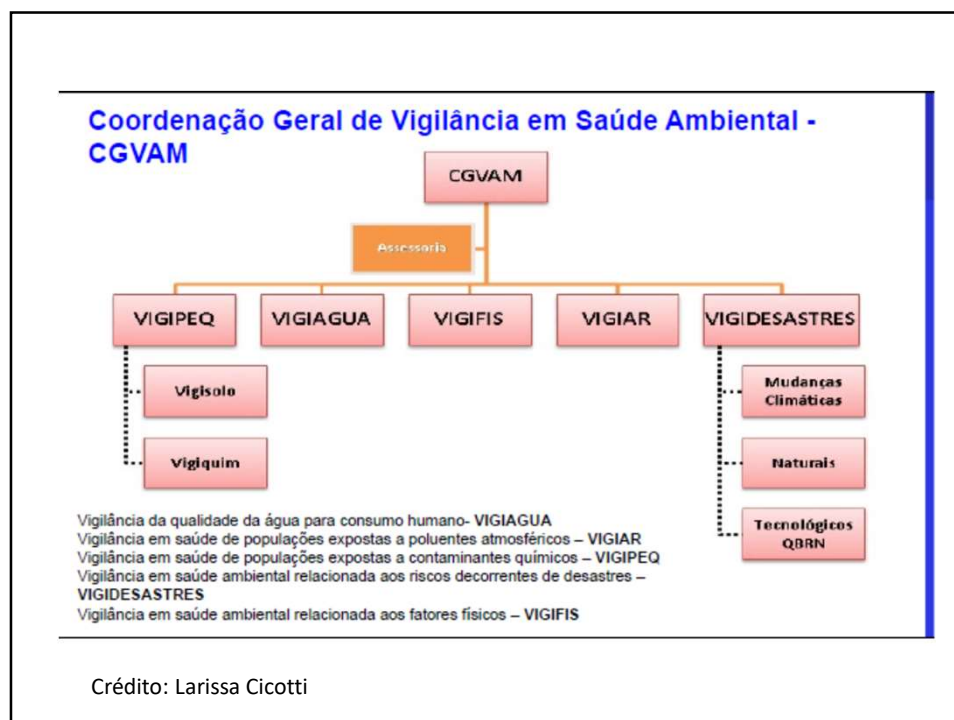 Coordenação Geral de Vigilância em Saúde Ambiental -
CGVAM
CGVAM
Assessoria
VIGIPEQ
VIGIAGUA
VIGIFIS
VIGIAR
VIGIDESASTRES
Vigisolo
Vigiquim
Mudanças
Climáticas
Naturais
Tecnológicos
QBRN
Vigilância da qualidade da água para consumo humano- VIGIAGUA
Vigilância em saúde de populações expostas a poluentes atmosféricos – VIGIAR
Vigilância em saúde de populações expostas a contaminantes químicos – VIGIPEQ
Vigilância em saúde ambiental relacionada aos riscos decorrentes de desastres –
VIGIDESASTRES
Vigilância em saúde ambiental relacionada aos fatores físicos – VIGIFIS
Crédito: Larissa Cicotti